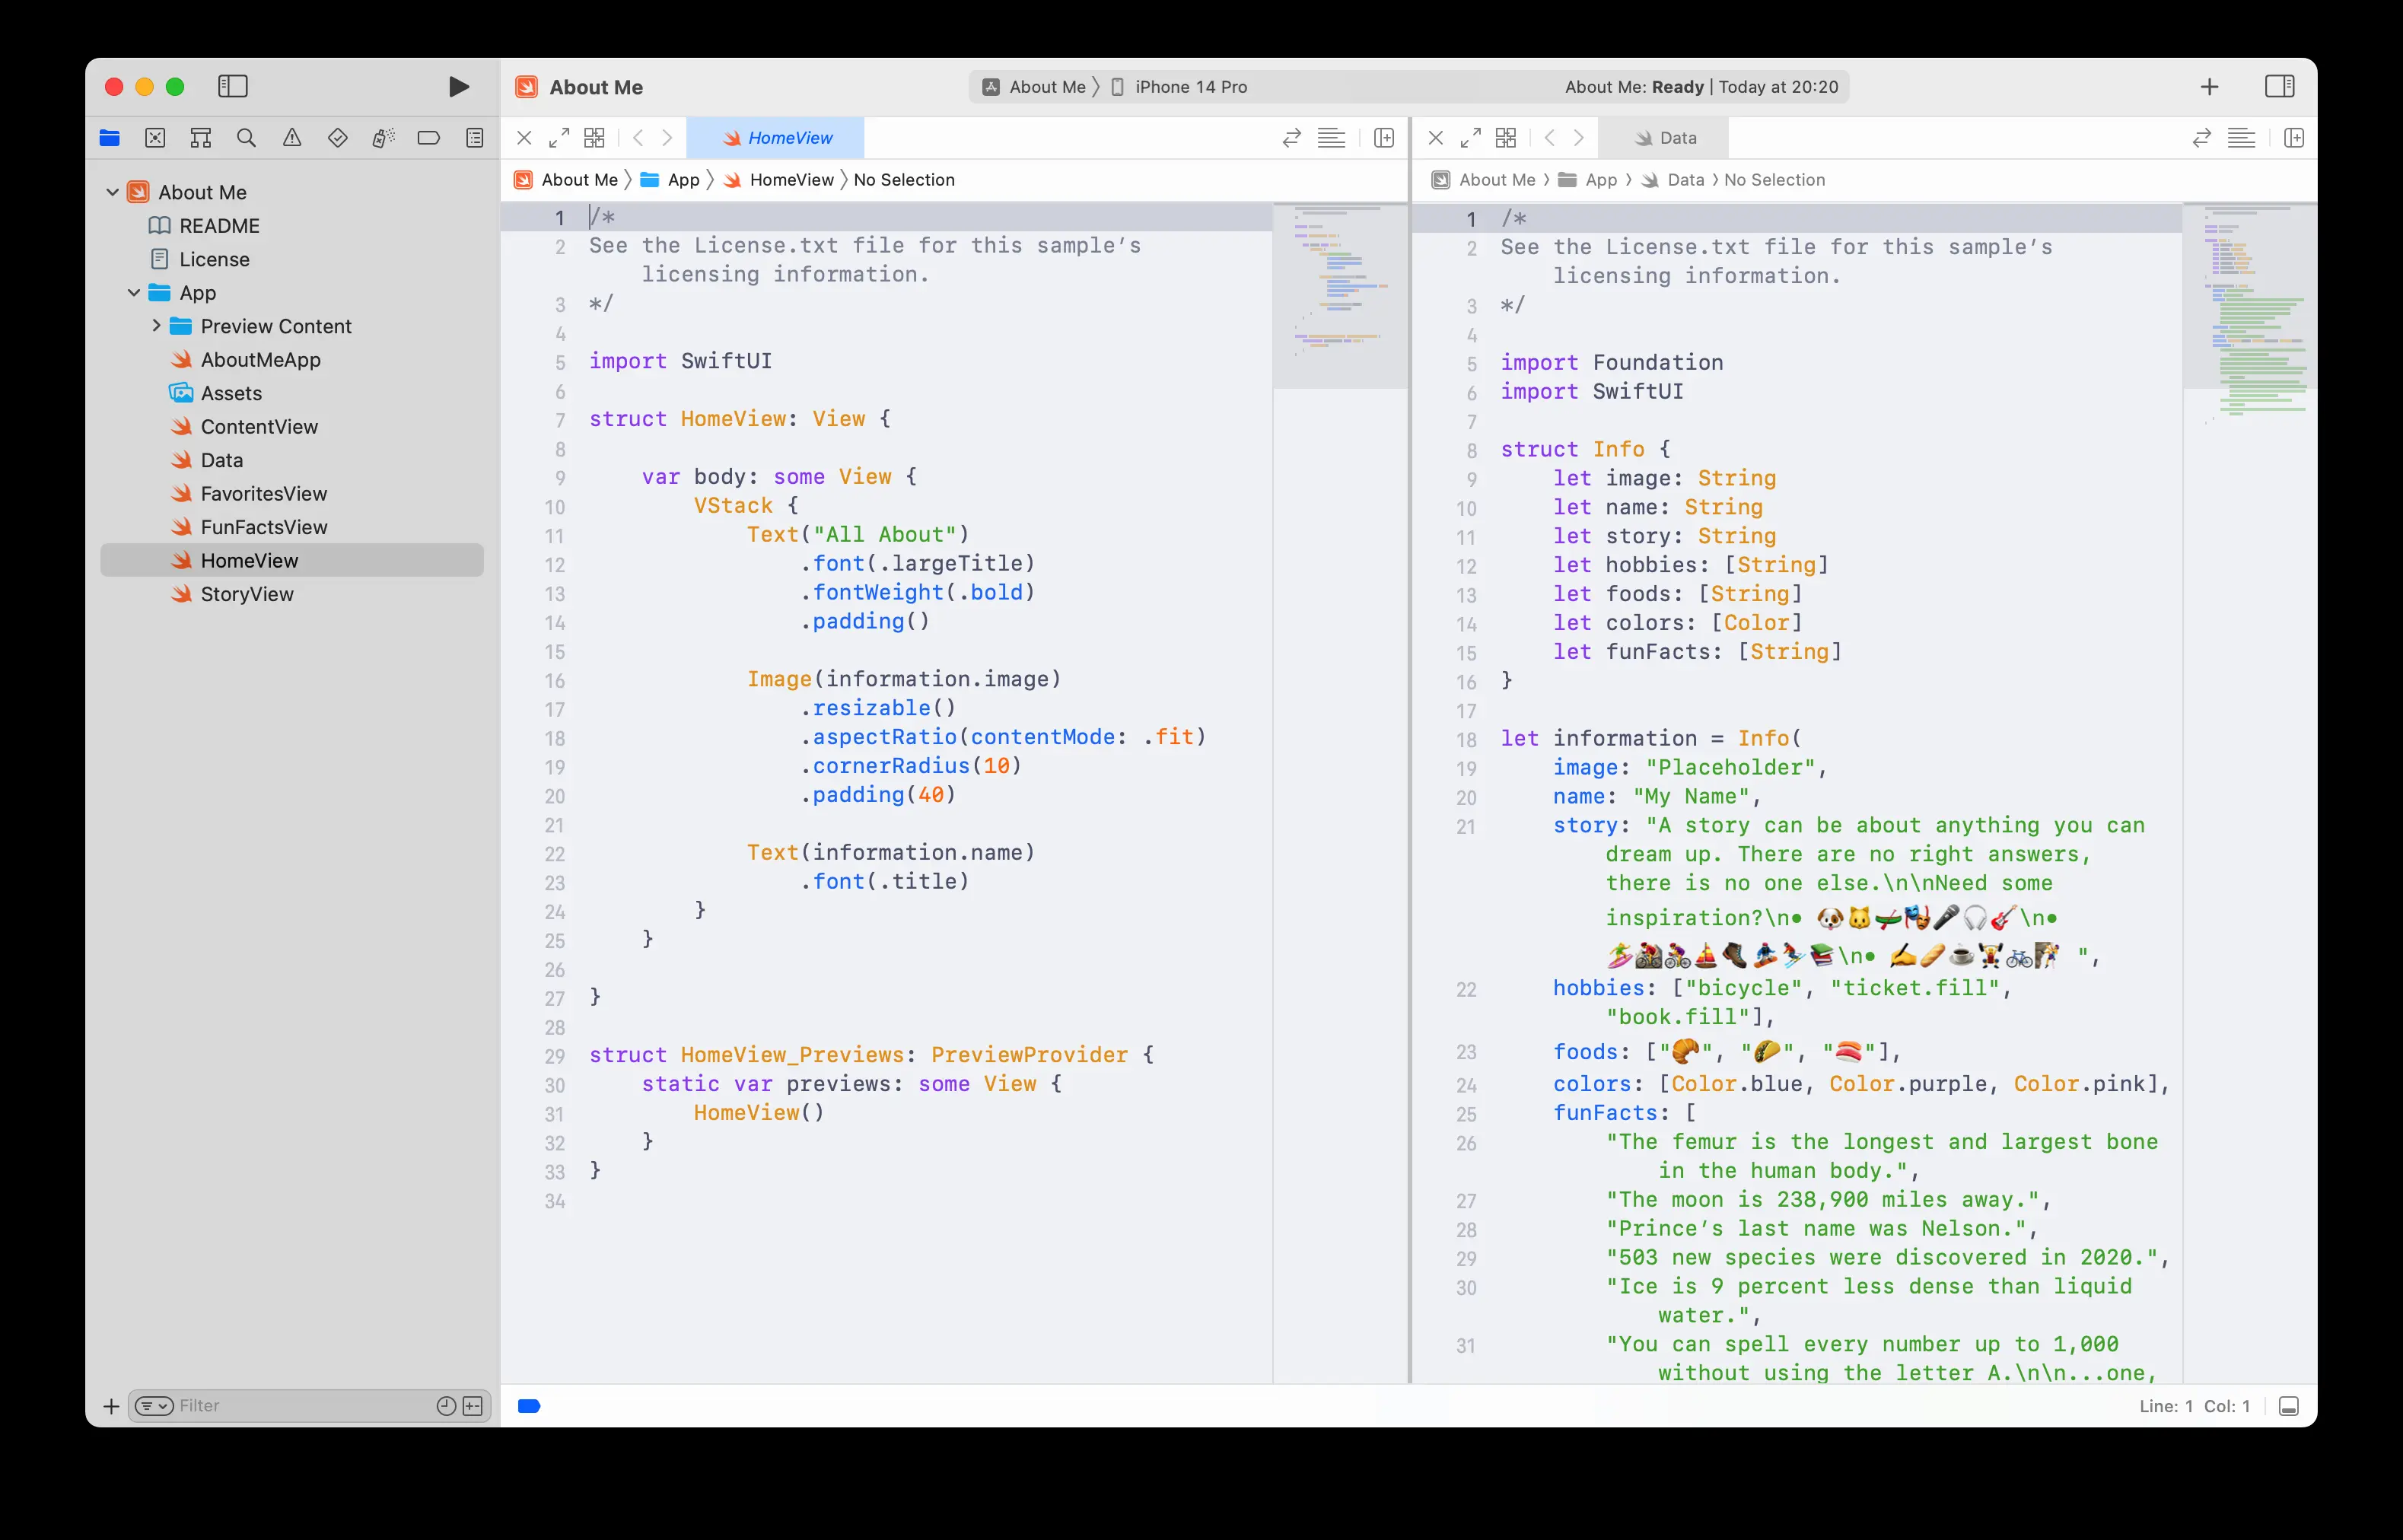 About Me
About Me 〉 iPhone 14 Pro
About Me: Ready | Today at 20:20
About Me
README
License
App
Preview Content
AboutMeApp
Assets
ContentView
Data
FavoritesView
FunFactsView
HomeView
StoryView
Filter
HomeView
About Me 〉 App 〉 HomeView 〉 No Selection
1 /*
2 See the License.txt file for this sample’s
licensing information.
3 */
4
5 import SwiftUI
6
7 struct HomeView: View {
8
9 var body: some View {
10 VStack {
11 Text("All About")
12 .font(.largeTitle)
13 .fontWeight(.bold)
14 .padding()
15
16 Image(information.image)
17 .resizable()
18 .aspectRatio(contentMode: .fit)
19 .cornerRadius(10)
20 .padding(40)
21
22 Text(information.name)
23 .font(.title)
24 }
25 }
26
27 }
28
29 struct HomeView_Previews: PreviewProvider {
30 static var previews: some View {
31 HomeView()
32 }
33 }
34
Data
About Me 〉 App 〉 Data 〉 No Selection
1 /*
2 See the License.txt file for this sample’s
licensing information.
3 */
4
5 import Foundation
6 import SwiftUI
7
8 struct Info {
9 let image: String
10 let name: String
11 let story: String
12 let hobbies: [String]
13 let foods: [String]
14 let colors: [Color]
15 let funFacts: [String]
16 }
17
18 let information = Info(
19 image: "Placeholder",
20 name: "My Name",
21 story: "A story can be about anything you can
dream up. There are no right answers,
there is no one else.\n\nNeed some
inspiration?\n• 🐶🐱🛶🎭🎤🎧🎸\n•
🏄‍♀️🚵‍♀️🚴‍♀️⛵️🥾🏂⛷📚\n• ✍️🥖☕️🏋️‍♀️🚲🧗‍♀️ ",
22 hobbies: ["bicycle", "ticket.fill",
"book.fill"],
23 foods: ["🥐", "🌮", "🍣"],
24 colors: [Color.blue, Color.purple, Color.pink],
25 funFacts: [
26 "The femur is the longest and largest bone
in the human body.",
27 "The moon is 238,900 miles away.",
28 "Prince’s last name was Nelson.",
29 "503 new species were discovered in 2020.",
30 "Ice is 9 percent less dense than liquid
water.",
31 "You can spell every number up to 1,000
without using the letter A.\n\n...one,
Line: 1 Col: 1